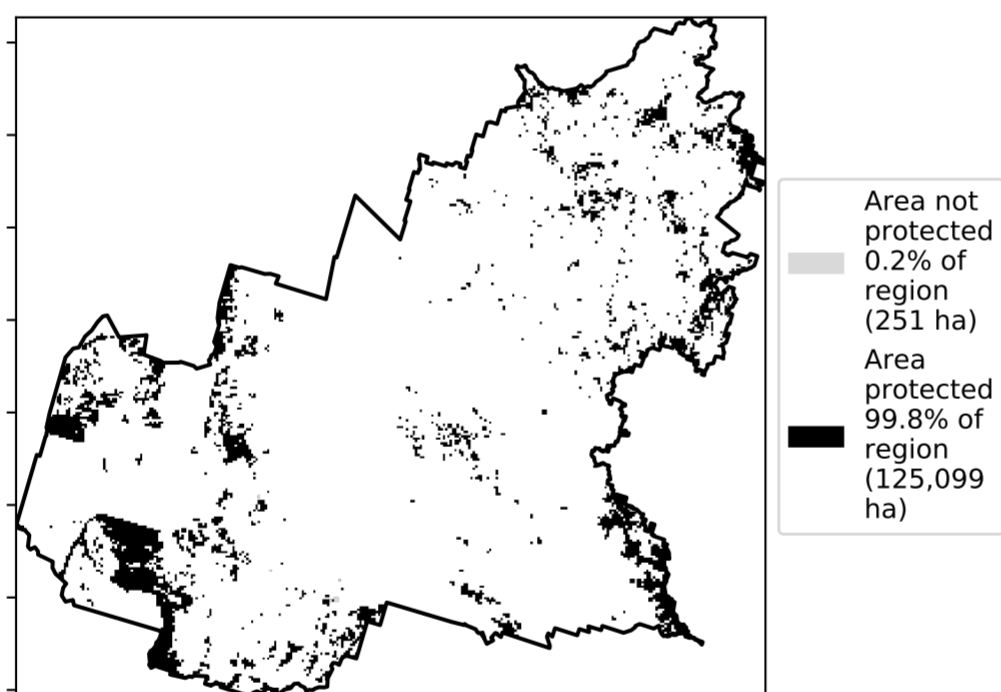 Area not
protected
0.2% of
region
(251 ha)
Area
protected
99.8% of
region
(125,099
ha)